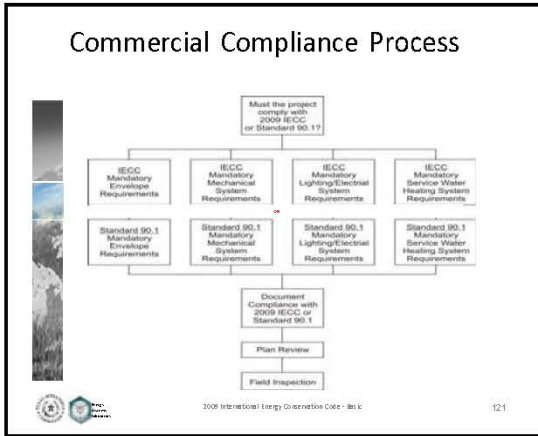 Commercial Compliance Process
Must the project
comply with
2009 IECC
or Standard 90.1?
IECC
Mandatory
Envelope
Requirements
IECC
Mandatory
Mechanical
System
Requirements
IECC
Mandatory
Lighting/Electrial
System
Requirements
IECC
Mandatory
Service Water
Heating System
Requirements
OR
Standard 90.1
Mandatory
Envelope
Requirements
Standard 90.1
Mandatory
Mechanical
System
Requirements
Standard 90.1
Mandatory
Lighting/Electrial
System
Requirements
Standard 90.1
Mandatory
Service Water
Heating System
Requirements
Document
Compliance with
2009 IECC or
Standard 90.1
Plan Review
Field Inspection
Energy
Systems
Laboratory
2009 International Energy Conservation Code - Basic
121